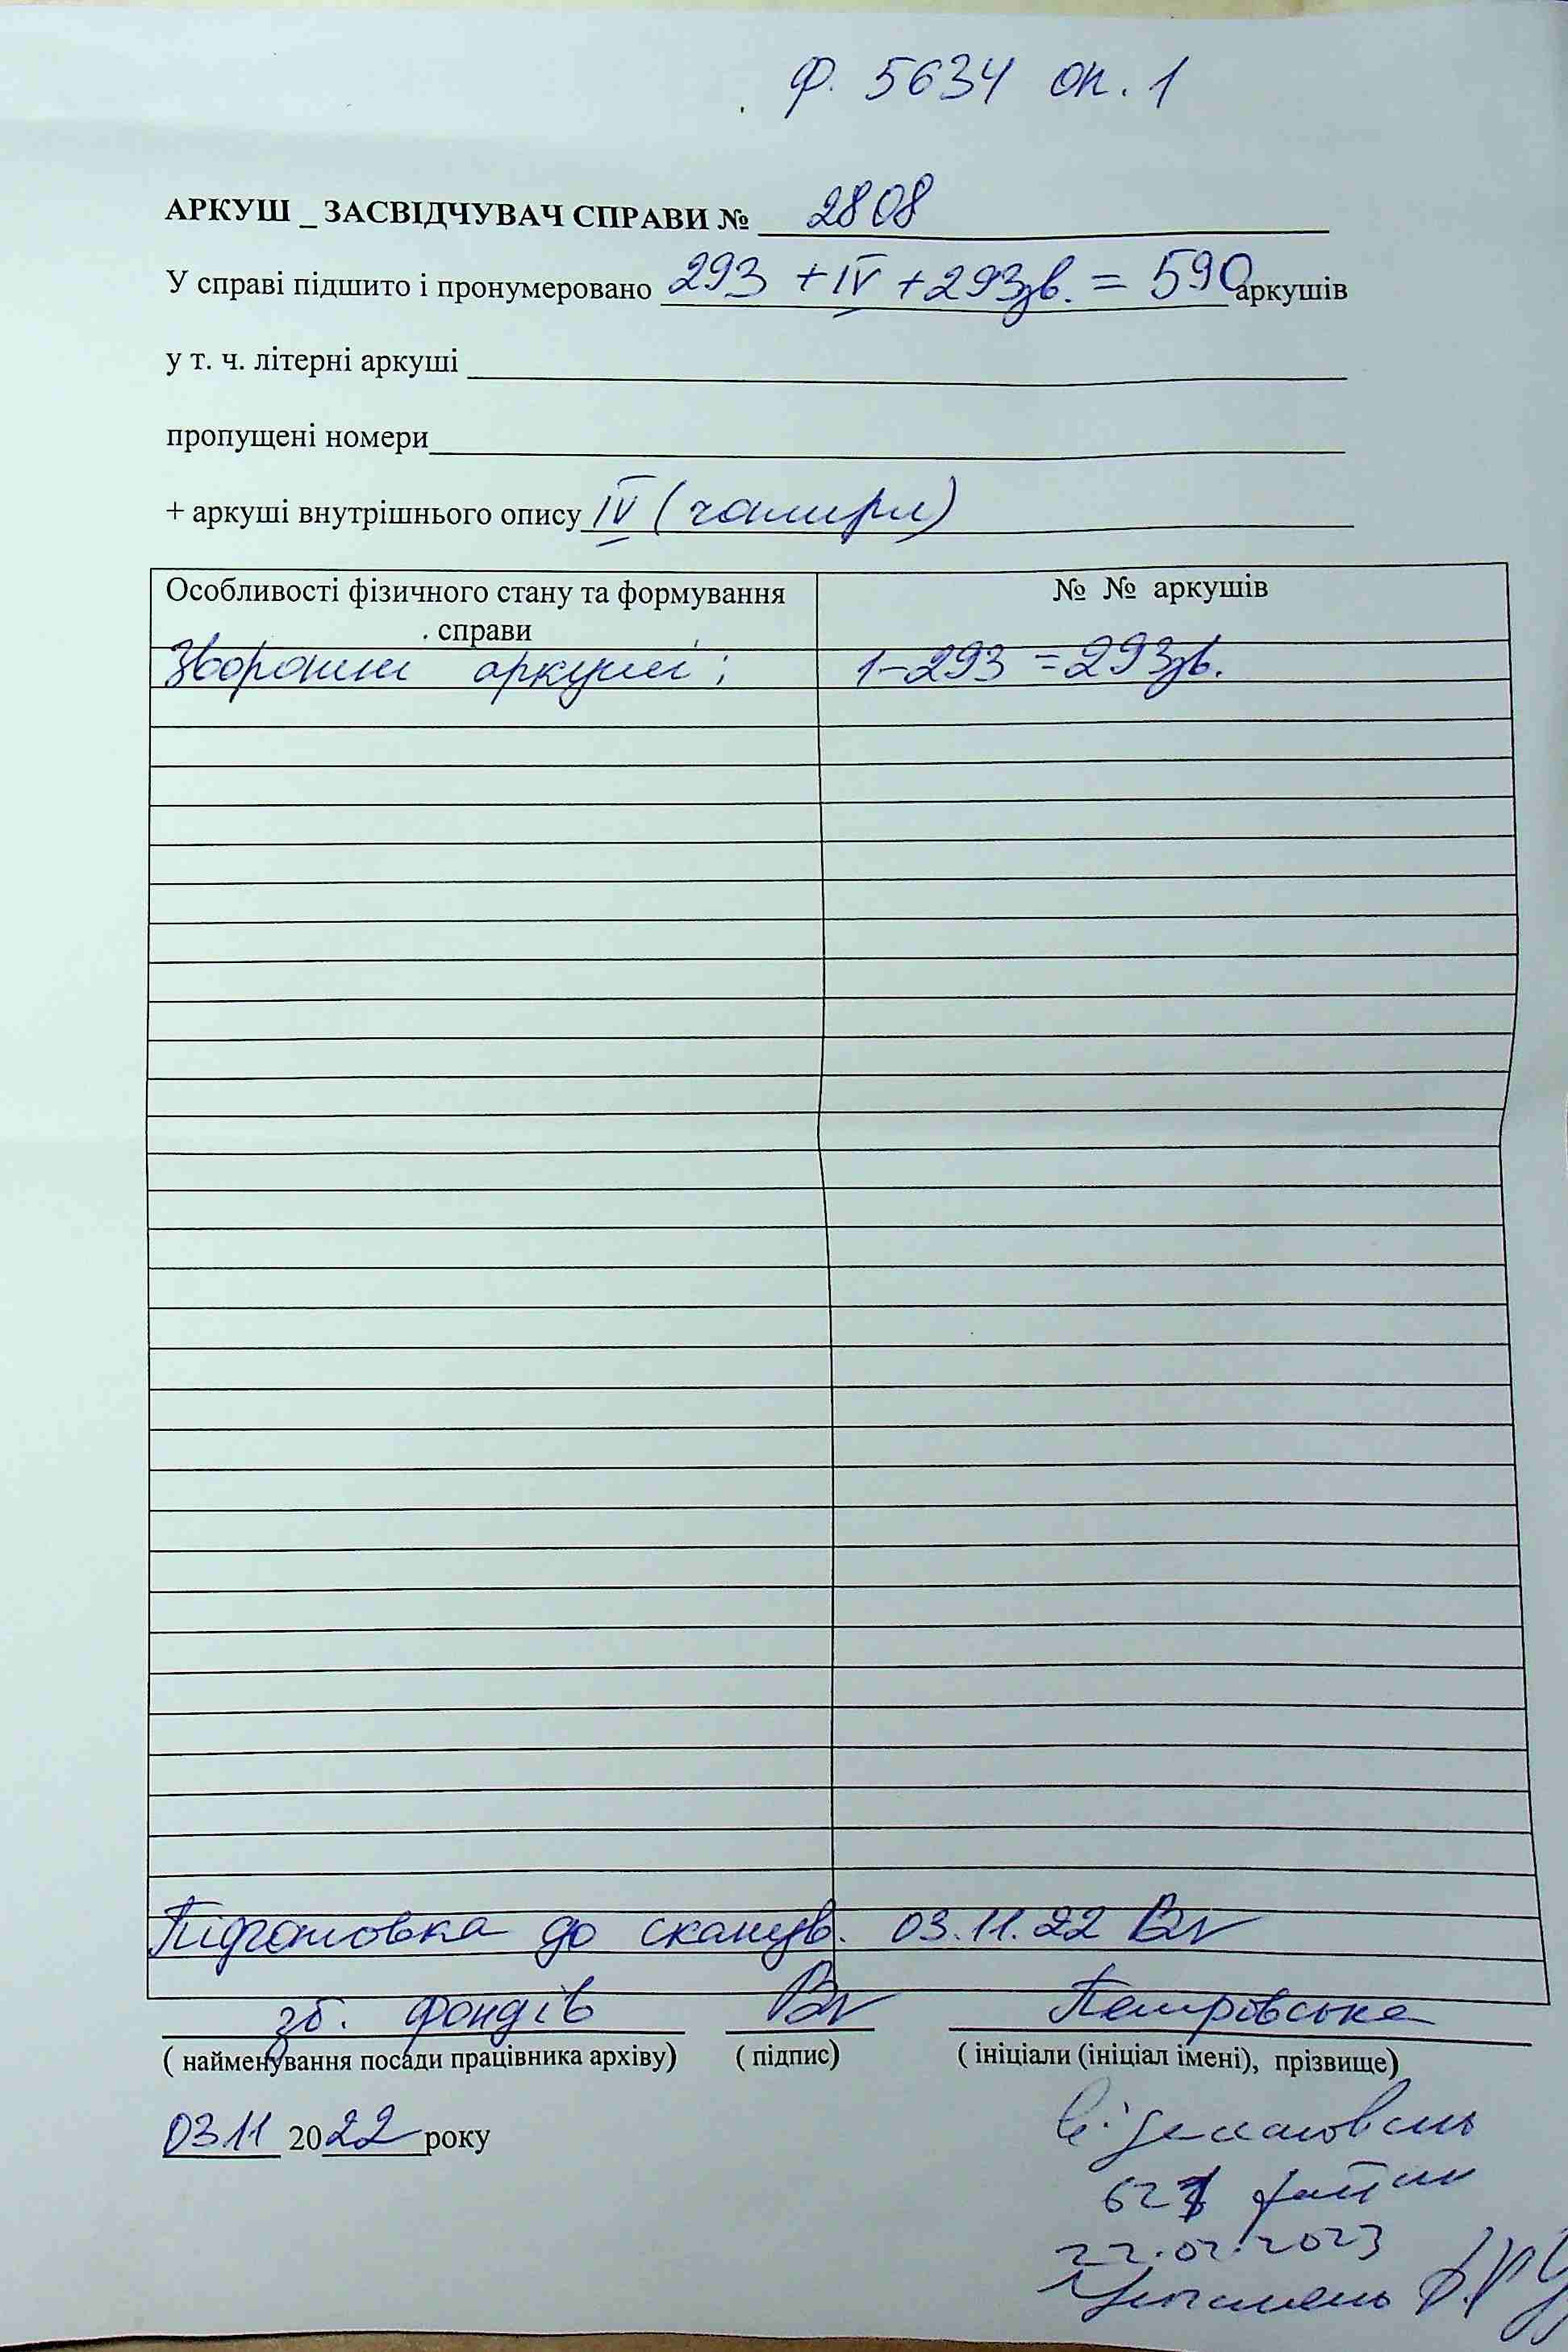 ф. 5634 оп. 1
АРКУШ _ ЗАСВІДЧУВАЧ СПРАВИ № 2808
У справі підшито і пронумеровано 293 + IV + 293зв. = 590 аркушів
у т. ч. літерні аркуші
пропущені номери
+ аркуші внутрішнього опису IV (чотири)
Особливості фізичного стану та формування справи № № аркушів
Зворотні аркуші: 1-293 = 293зв.
Підготовка до сканув. 03.11.22
зб. фондів Петровська
( найменування посади працівника архіву) ( підпис) ( ініціали (ініціал імені), прізвище)
03.11 2022 року
22.02.2023